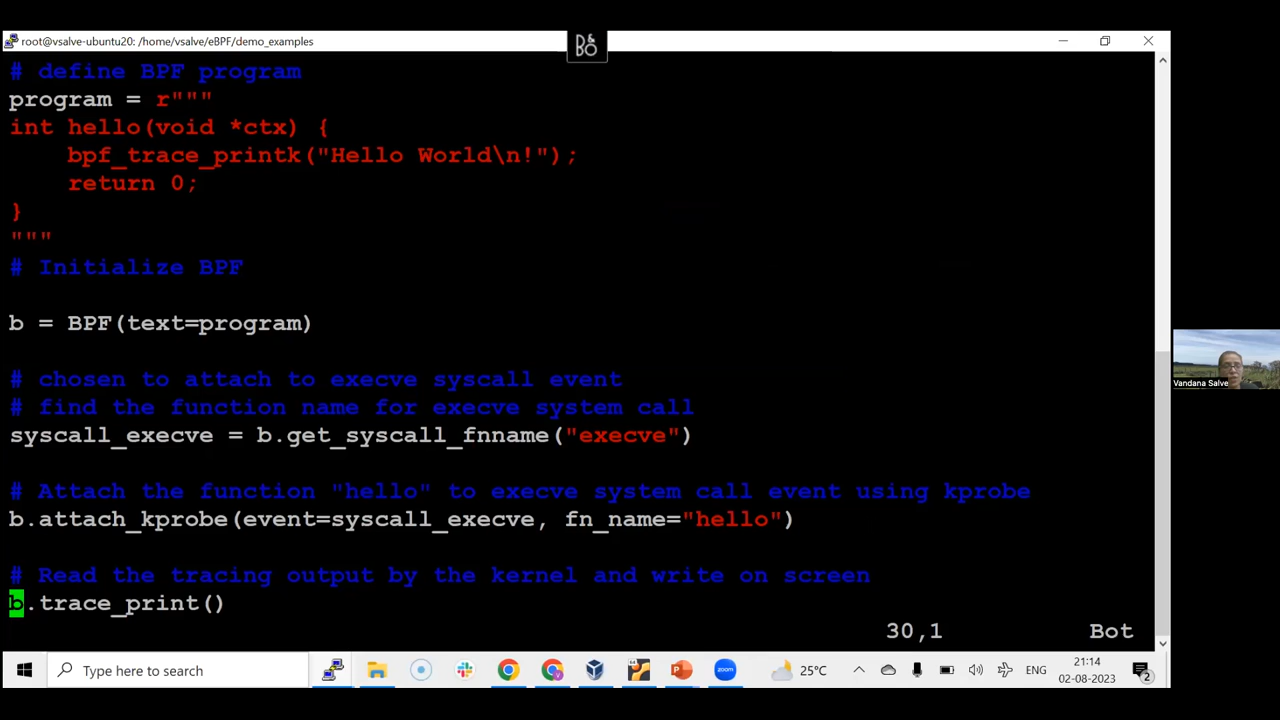 root@vsalve-ubuntu20: /home/vsalve/eBPF/demo_examples
D&
BO
# define BPF program
program = r"""
int hello(void *ctx) {
    bpf_trace_printk("Hello World\n!");
    return 0;
}
"""
# Initialize BPF
b = BPF(text=program)
# chosen to attach to execve syscall event
# find the function name for execve system call
syscall_execve = b.get_syscall_fnname("execve")
# Attach the function "hello" to execve system call event using kprobe
b.attach_kprobe(event=syscall_execve, fn_name="hello")
# Read the tracing output by the kernel and write on screen
b.trace_print()
30,1 Bot
Vandana Salve
Type here to search
zoom
25°C
ENG
21:14
02-08-2023
2